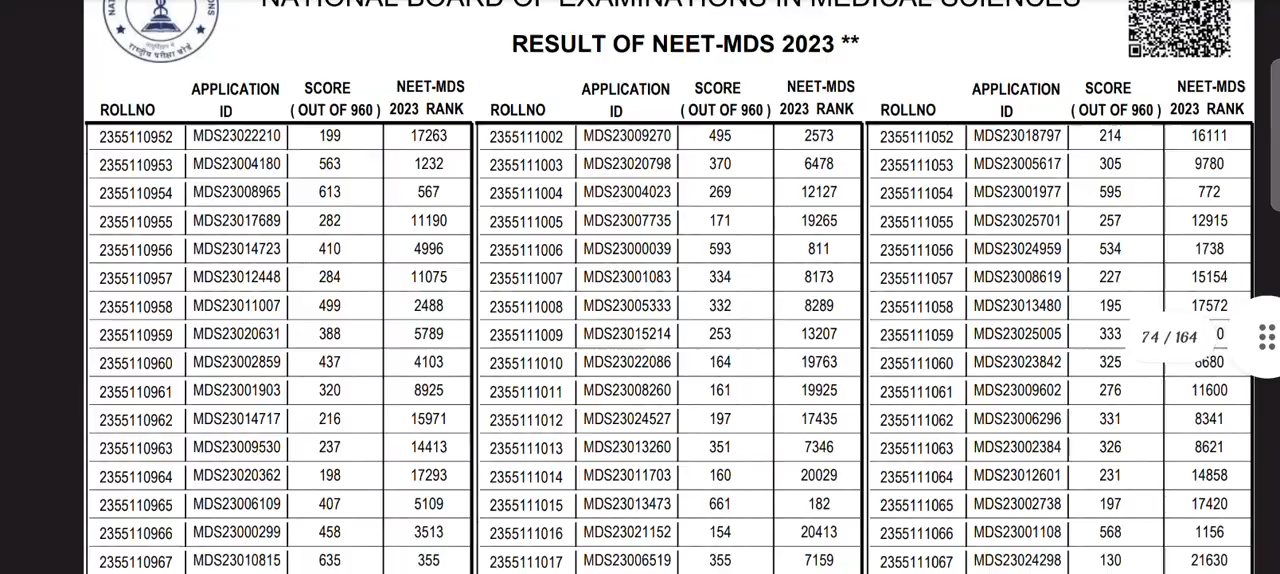 NATIONAL BOARD OF EXAMINATIONS IN MEDICAL SCIENCES
राष्ट्रीय परीक्षा बोर्ड
RESULT OF NEET-MDS 2023 **
ROLLNO APPLICATION ID SCORE ( OUT OF 960 ) NEET-MDS 2023 RANK ROLLNO APPLICATION ID SCORE ( OUT OF 960 ) NEET-MDS 2023 RANK ROLLNO APPLICATION ID SCORE ( OUT OF 960 ) NEET-MDS 2023 RANK
2355110952 MDS23022210 199 17263 2355111002 MDS23009270 495 2573 2355111052 MDS23018797 214 16111
2355110953 MDS23004180 563 1232 2355111003 MDS23020798 370 6478 2355111053 MDS23005617 305 9780
2355110954 MDS23008965 613 567 2355111004 MDS23004023 269 12127 2355111054 MDS23001977 595 772
2355110955 MDS23017689 282 11190 2355111005 MDS23007735 171 19265 2355111055 MDS23025701 257 12915
2355110956 MDS23014723 410 4996 2355111006 MDS23000039 593 811 2355111056 MDS23024959 534 1738
2355110957 MDS23012448 284 11075 2355111007 MDS23001083 334 8173 2355111057 MDS23008619 227 15154
2355110958 MDS23011007 499 2488 2355111008 MDS23005333 332 8289 2355111058 MDS23013480 195 17572
2355110959 MDS23020631 388 5789 2355111009 MDS23015214 253 13207 2355111059 MDS23025005 333
74 / 164
2355110960 MDS23002859 437 4103 2355111010 MDS23022086 164 19763 2355111060 MDS23023842 325 8680
2355110961 MDS23001903 320 8925 2355111011 MDS23008260 161 19925 2355111061 MDS23009602 276 11600
2355110962 MDS23014717 216 15971 2355111012 MDS23024527 197 17435 2355111062 MDS23006296 331 8341
2355110963 MDS23009530 237 14413 2355111013 MDS23013260 351 7346 2355111063 MDS23002384 326 8621
2355110964 MDS23020362 198 17293 2355111014 MDS23011703 160 20029 2355111064 MDS23012601 231 14858
2355110965 MDS23006109 407 5109 2355111015 MDS23013473 661 182 2355111065 MDS23002738 197 17420
2355110966 MDS23000299 458 3513 2355111016 MDS23021152 154 20413 2355111066 MDS23001108 568 1156
2355110967 MDS23010815 635 355 2355111017 MDS23006519 355 7159 2355111067 MDS23024298 130 21630